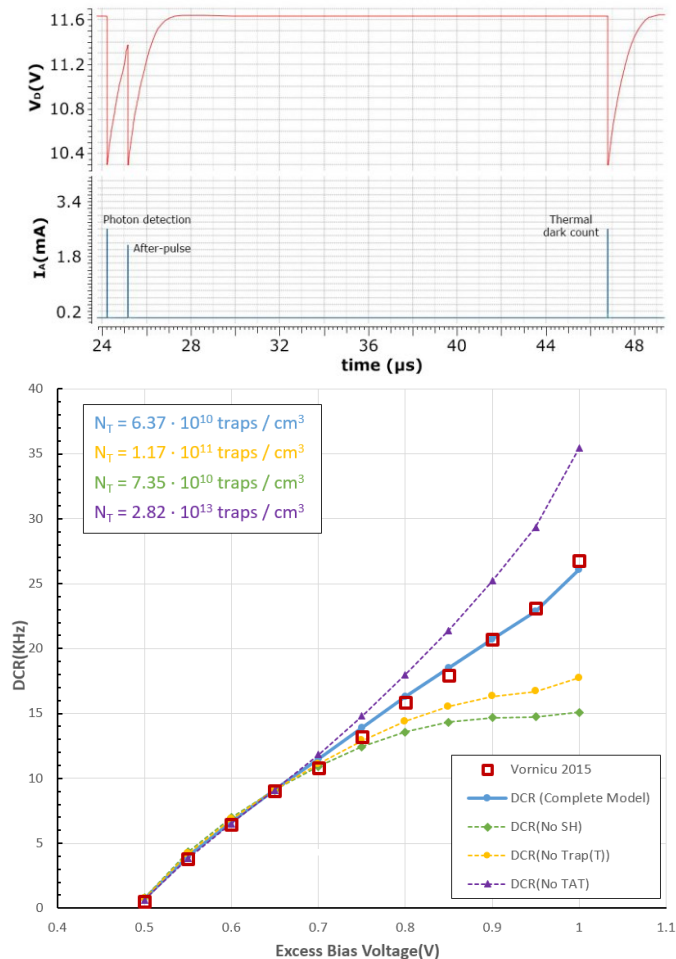 11.6
11.2
10.8
10.4
V_D(V)
3.4
1.8
0.2
I_A(mA)
Photon detection
After-pulse
Thermal
dark count
24 28 32 36 40 44 48
time (μs)
40
35
30
25
20
15
10
5
0
DCR(KHz)
N_T = 6.37 · 10^10 traps / cm^3
N_T = 1.17 · 10^11 traps / cm^3
N_T = 7.35 · 10^10 traps / cm^3
N_T = 2.82 · 10^13 traps / cm^3
Vornicu 2015
DCR (Complete Model)
DCR(No SH)
DCR(No Trap(T))
DCR(No TAT)
0.4 0.5 0.6 0.7 0.8 0.9 1 1.1
Excess Bias Voltage(V)